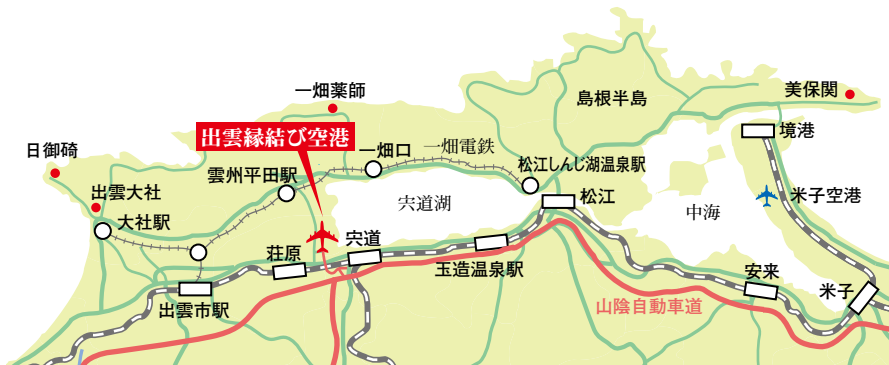 美保関
一畑薬師
島根半島
出雲縁結び空港
境港
日御碕
一畑口
一畑電鉄
松江しんじ湖温泉駅
雲州平田駅
出雲大社
松江
米子空港
宍道湖
中海
大社駅
宍道
荘原
玉造温泉駅
安来
米子
出雲市駅
山陰自動車道